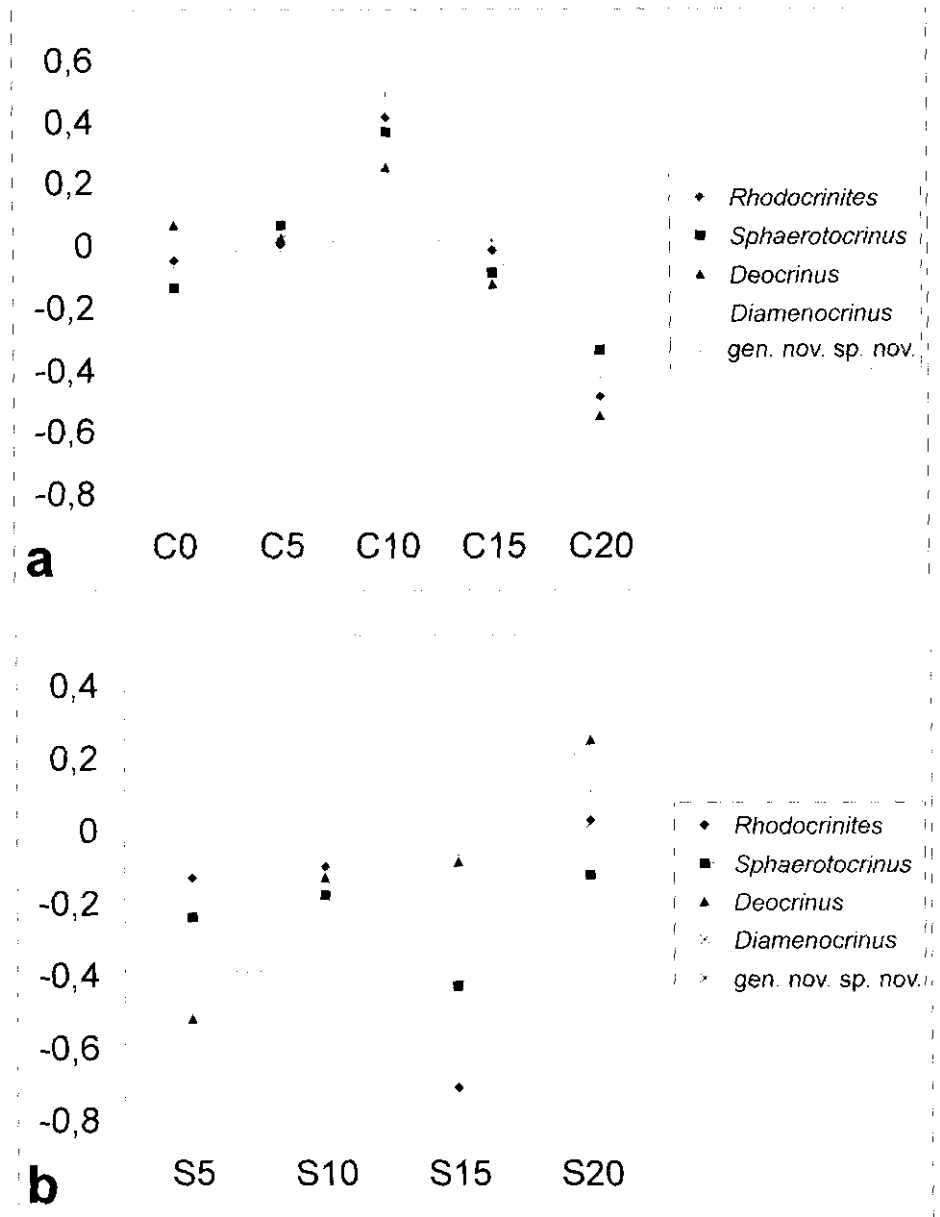 0,6
0,4
0,2
0
-0,2
-0,4
-0,6
-0,8
C0 C5 C10 C15 C20
Rhodocrinites
Sphaerotocrinus
Deocrinus
Diamenocrinus
gen. nov. sp. nov.
a
0,4
0,2
0
-0,2
-0,4
-0,6
-0,8
S5 S10 S15 S20
Rhodocrinites
Sphaerotocrinus
Deocrinus
Diamenocrinus
gen. nov. sp. nov.
b